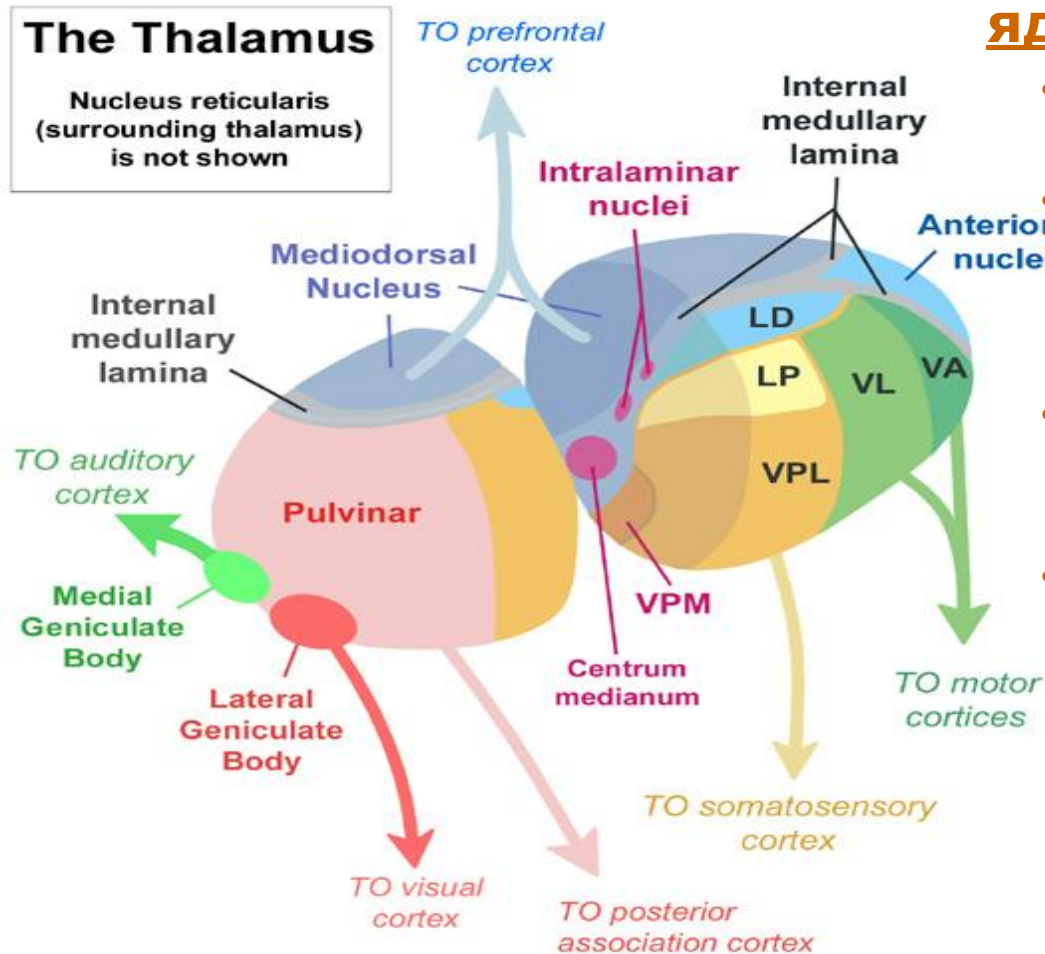 The Thalamus
Nucleus reticularis
(surrounding thalamus)
is not shown
TO prefrontal
cortex
Internal
medullary
lamina
Intralaminar
nuclei
Mediodorsal
Nucleus
Internal
medullary
lamina
LD
LP
VL
VA
TO auditory
cortex
Pulvinar
VPL
Medial
Geniculate
Body
VPM
Lateral
Geniculate
Body
Centrum
medianum
TO motor
cortices
TO somatosensory
cortex
TO visual
cortex
TO posterior
association cortex